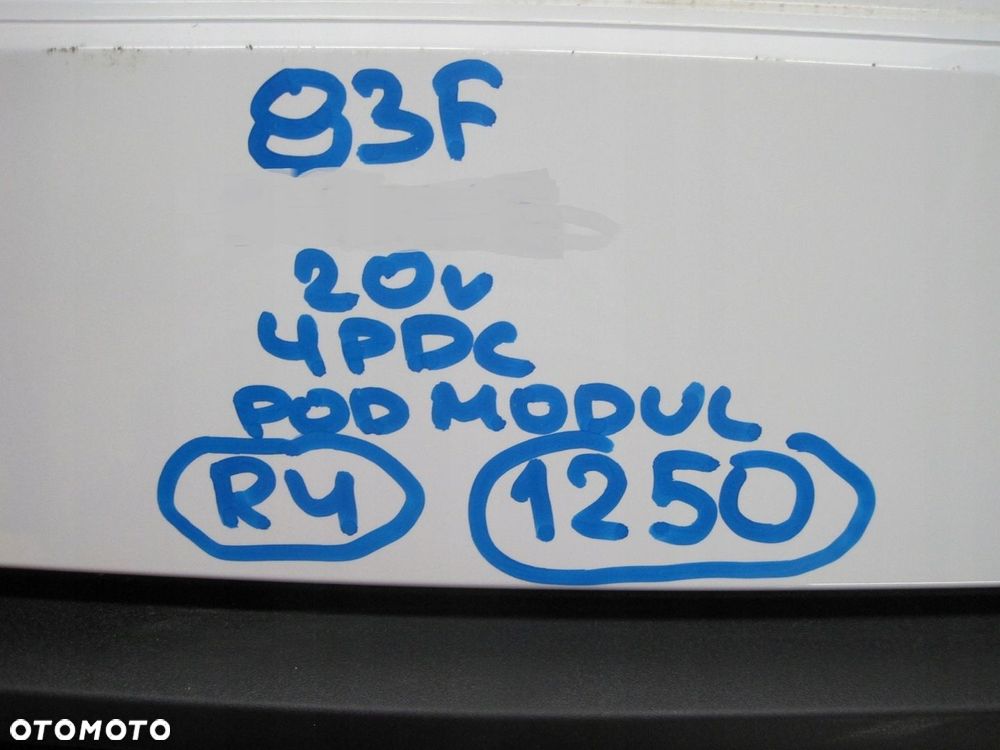 83F
20v
4PDC
POD MODUL
R4 1250
OTOMOTO